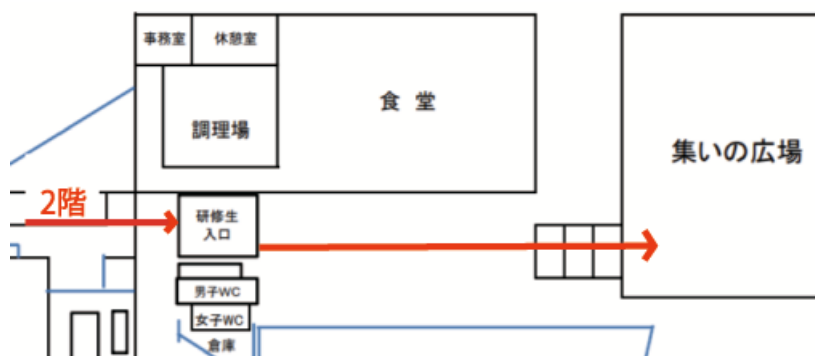 事務室
休憩室
食 堂
調理場
集いの広場
2階
研修生
入口
男子WC
女子WC
倉庫